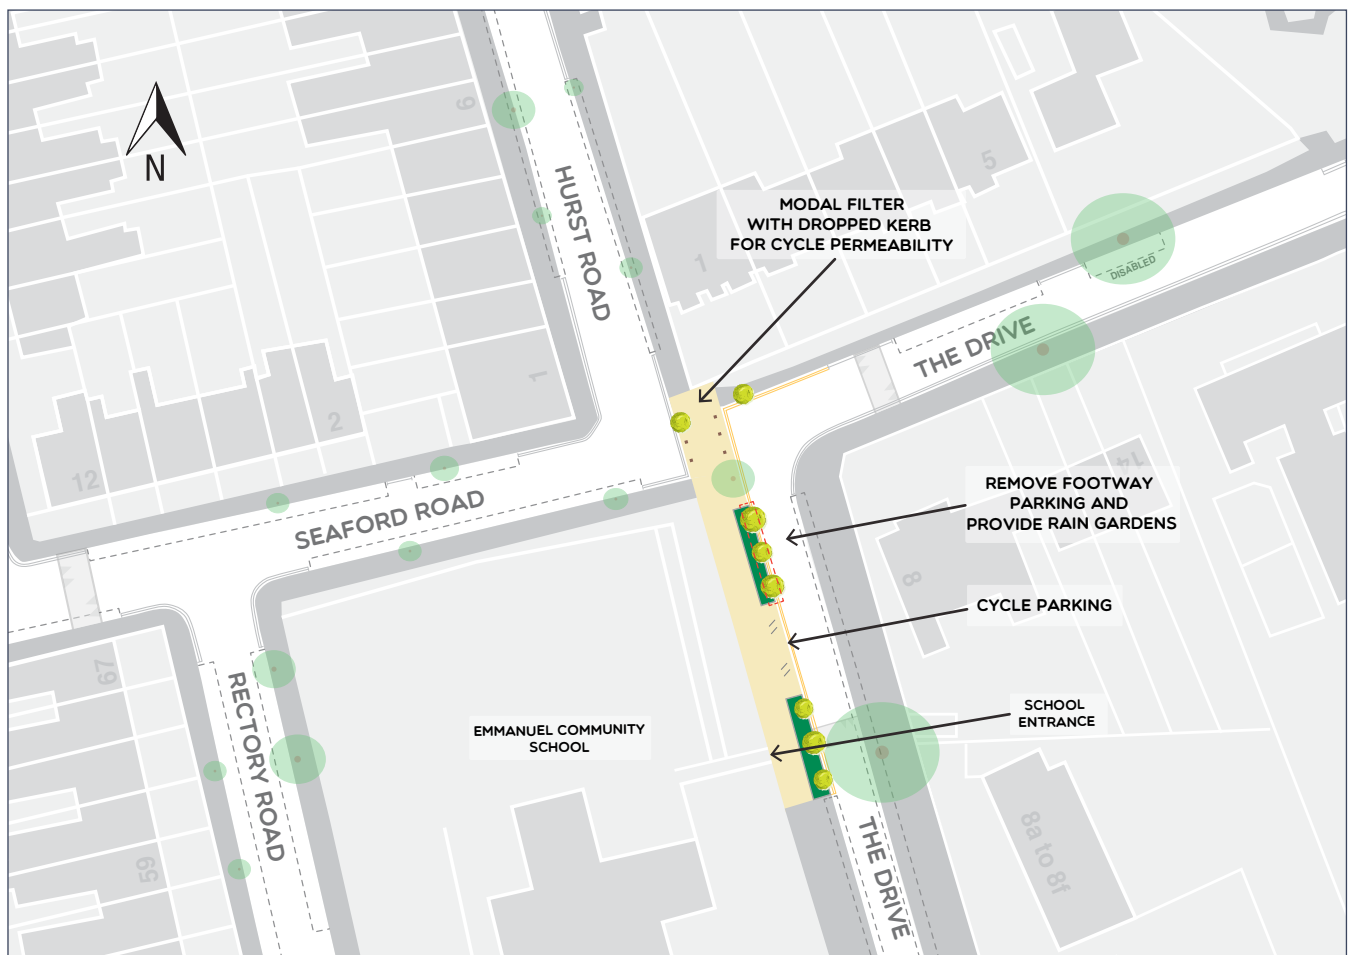 N
HURST ROAD
9
5
MODAL FILTER
WITH DROPPED KERB
FOR CYCLE PERMEABILITY
1
DISABLED
THE DRIVE
1
2
12
SEAFORD ROAD
14
REMOVE FOOTWAY
PARKING AND
PROVIDE RAIN GARDENS
8
CYCLE PARKING
67
RECTORY ROAD
EMMANUEL COMMUNITY
SCHOOL
SCHOOL
ENTRANCE
59
THE DRIVE
8a to 8f